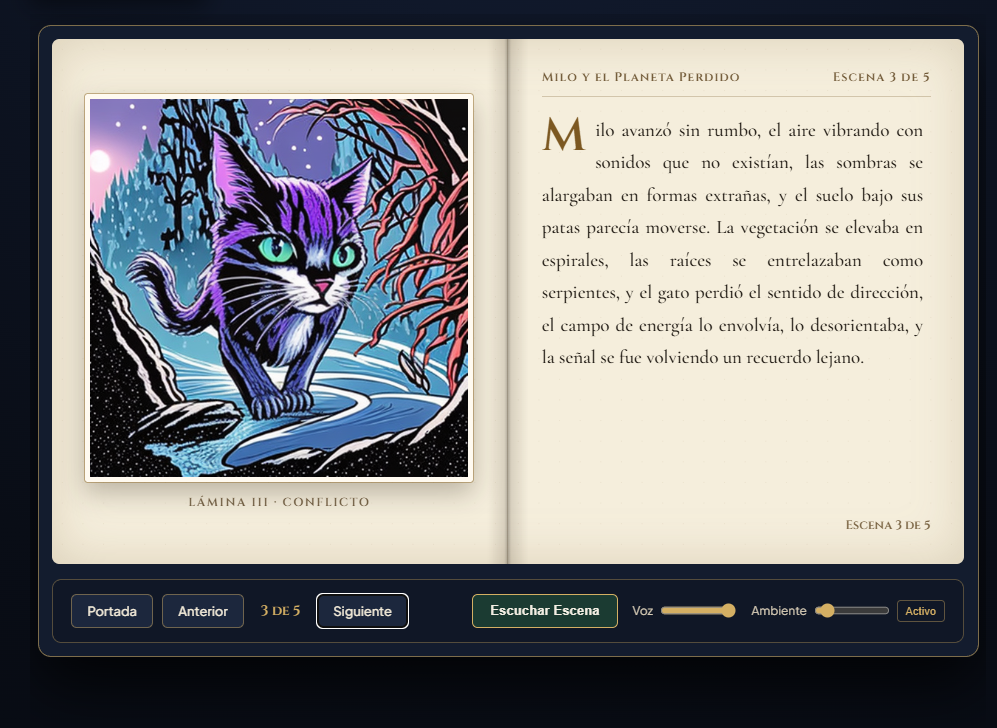 LÁMINA III · CONFLICTO
Milo y el Planeta Perdido
Escena 3 de 5
Milo avanzó sin rumbo, el aire vibrando con
sonidos que no existían, las sombras se
alargaban en formas extrañas, y el suelo bajo sus
patas parecía moverse. La vegetación se elevaba en
espirales, las raíces se entrelazaban como
serpientes, y el gato perdió el sentido de dirección,
el campo de energía lo envolvía, lo desorientaba, y
la señal se fue volviendo un recuerdo lejano.
Escena 3 de 5
Portada
Anterior
3 de 5
Siguiente
Escuchar Escena
Voz
Ambiente
Activo